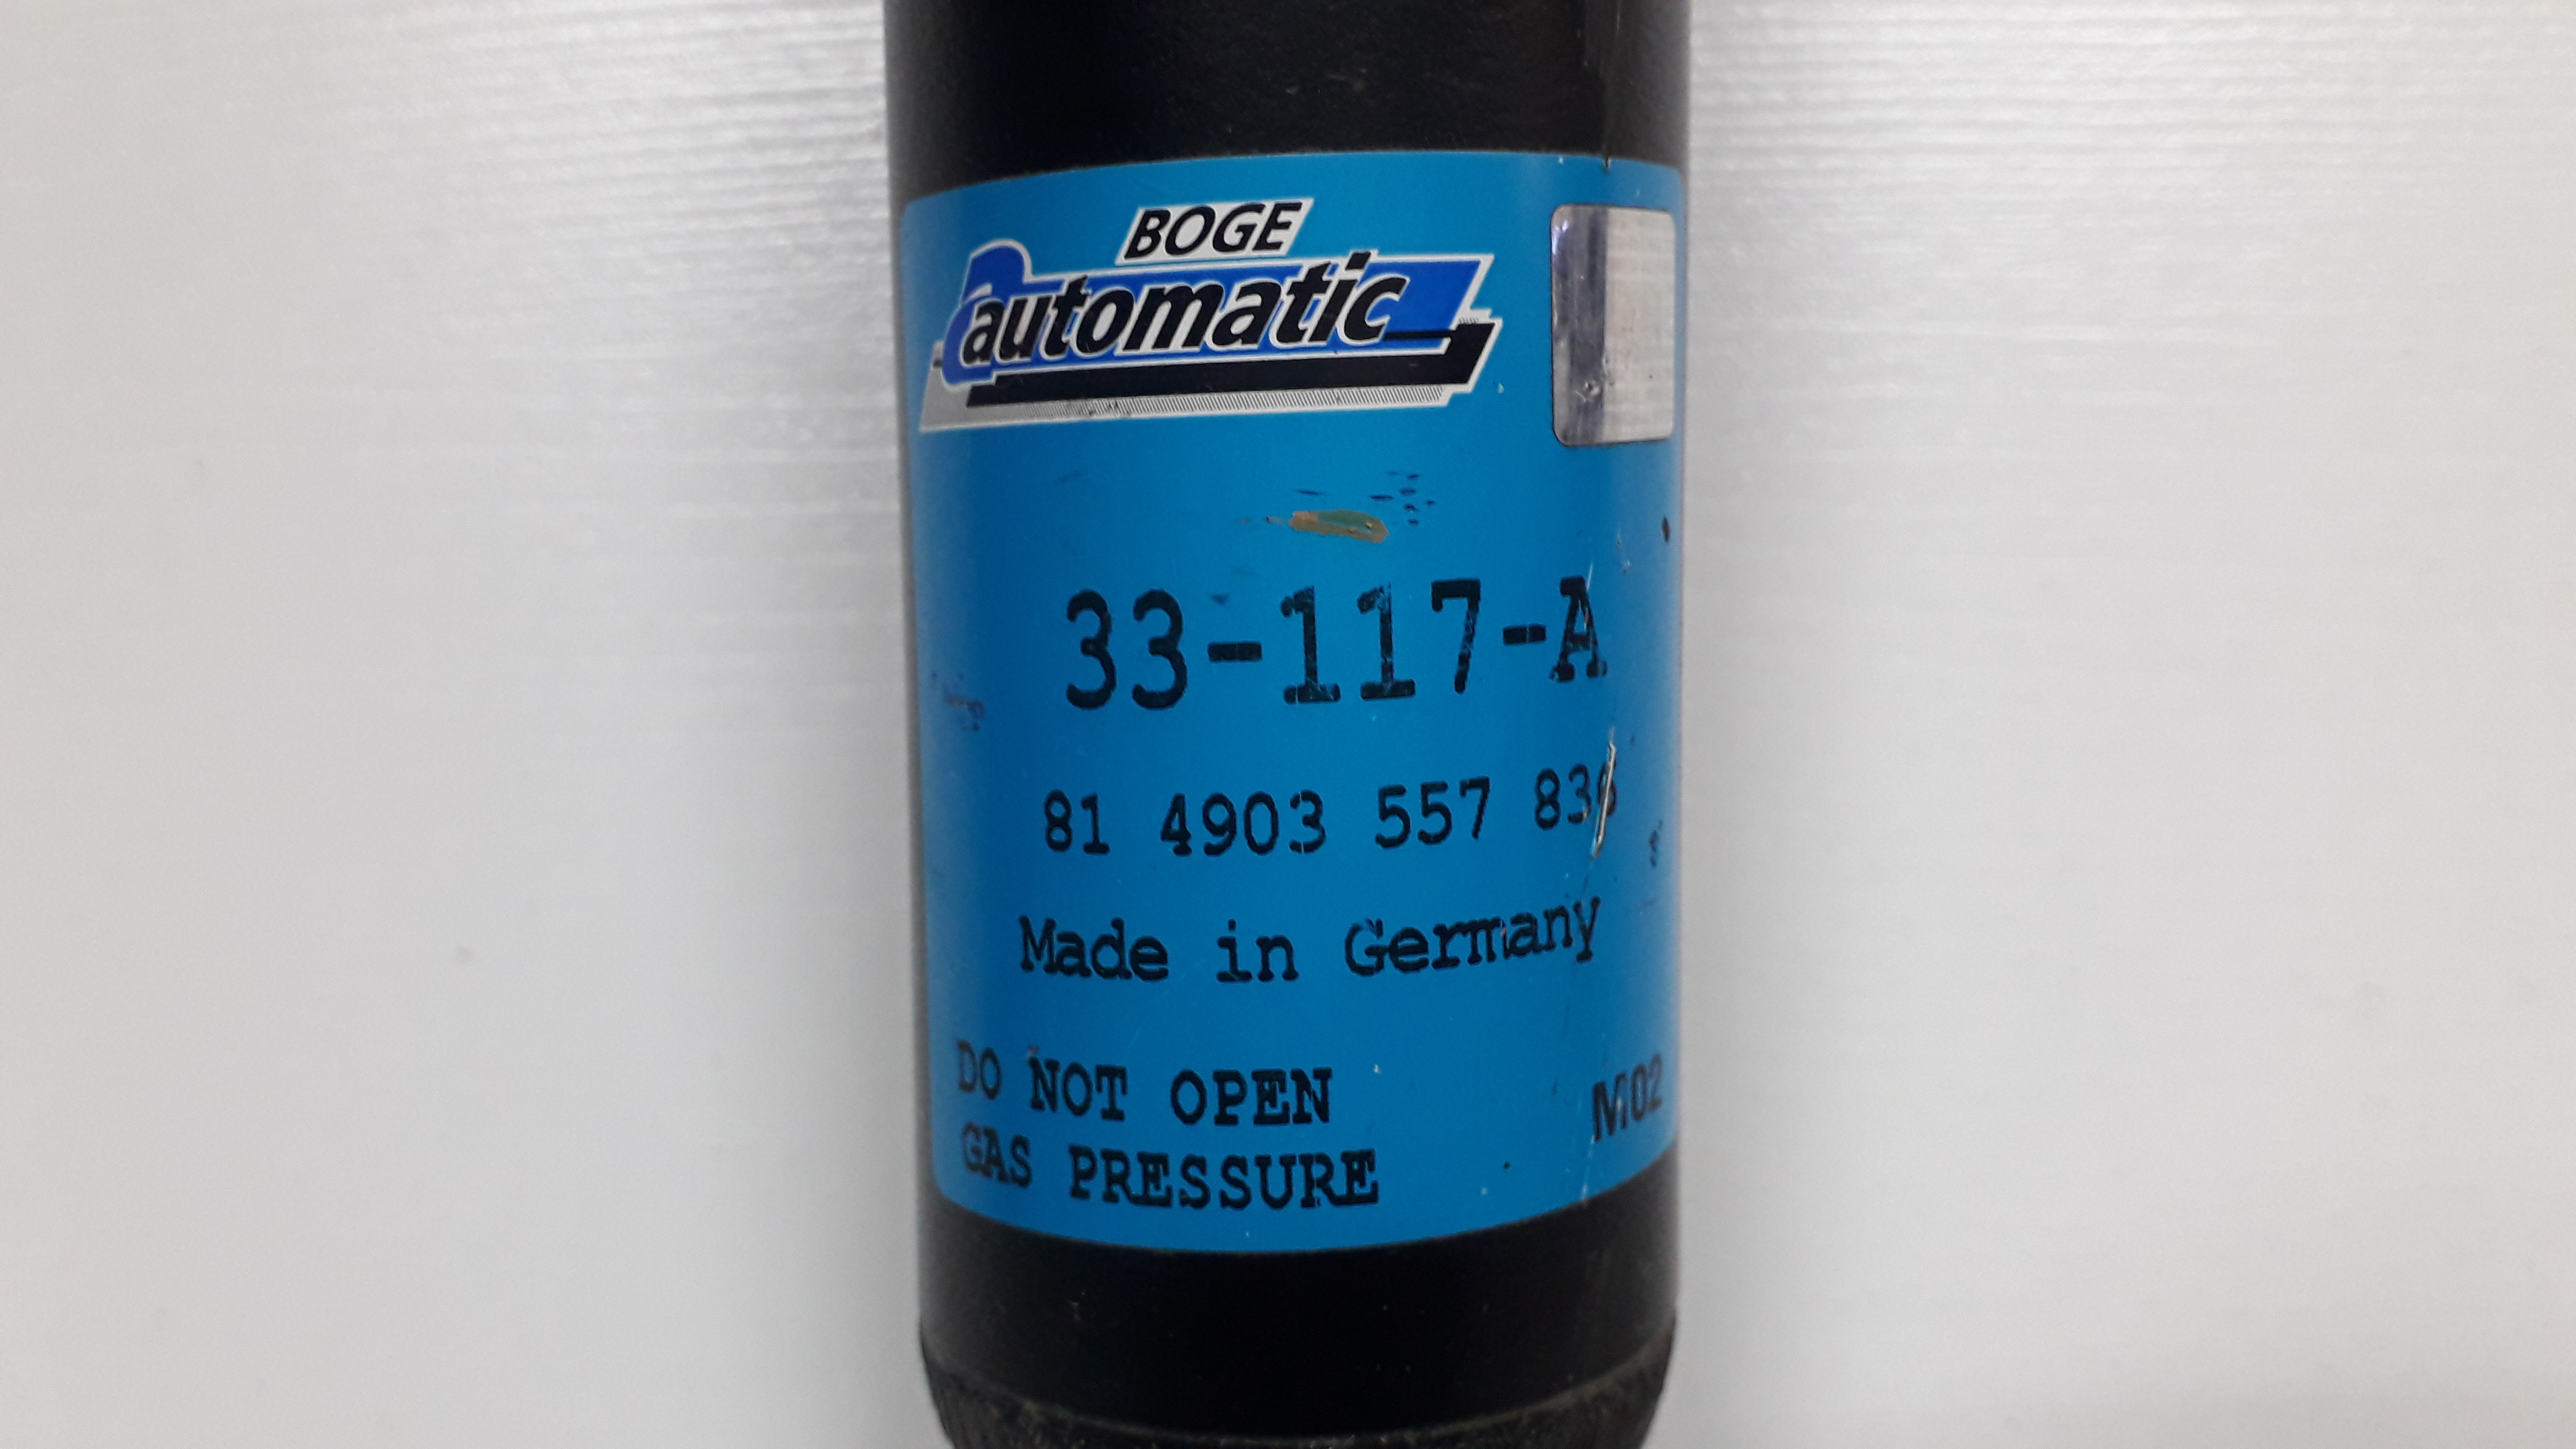 BOGE
automatic
33-117-A
81 4903 557 836
Made in Germany
DO NOT OPEN
M02
GAS PRESSURE